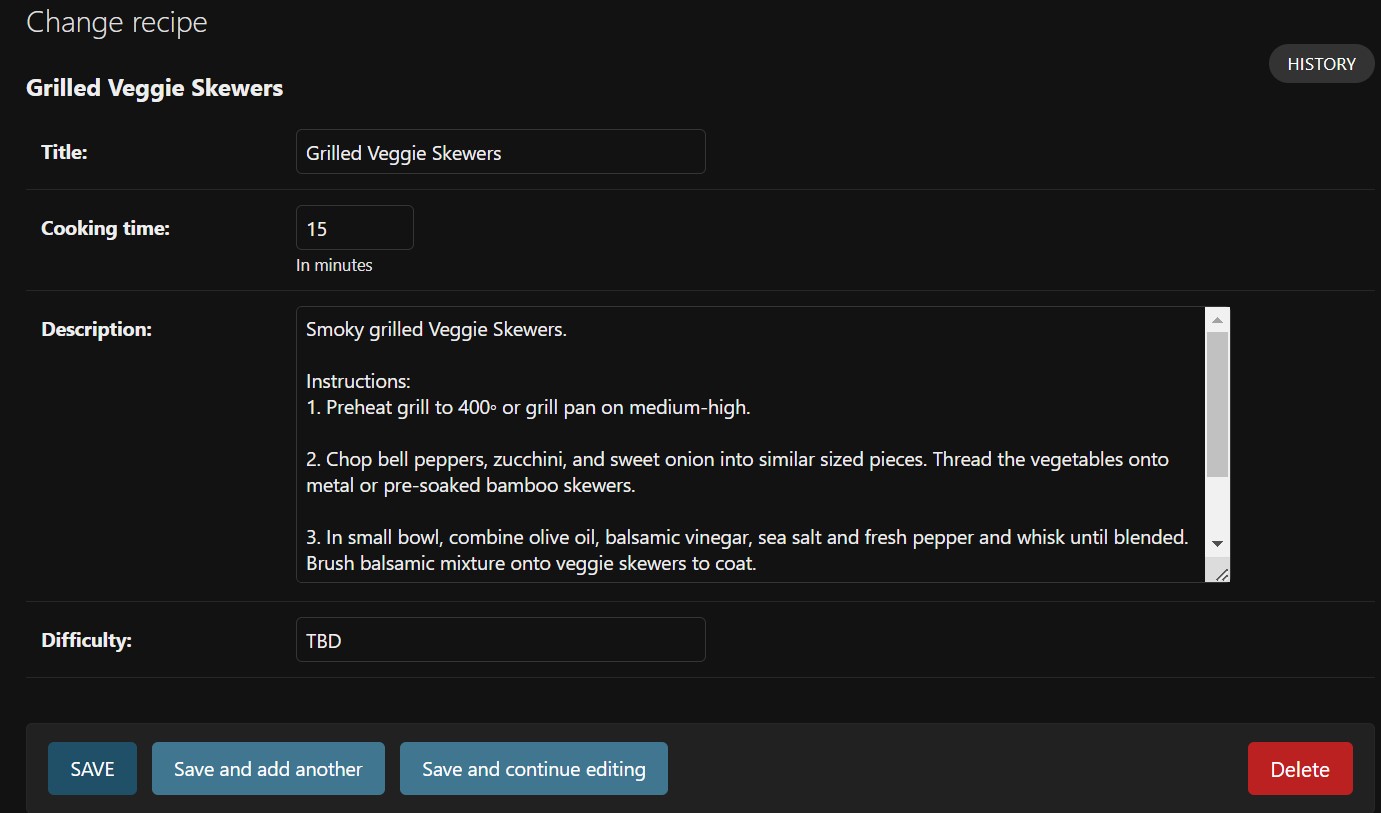 Change recipe
HISTORY
Grilled Veggie Skewers
Title:
Grilled Veggie Skewers
Cooking time:
15
In minutes
Description:
Smoky grilled Veggie Skewers.
Instructions:
1. Preheat grill to 400◦ or grill pan on medium-high.
2. Chop bell peppers, zucchini, and sweet onion into similar sized pieces. Thread the vegetables onto
metal or pre-soaked bamboo skewers.
3. In small bowl, combine olive oil, balsamic vinegar, sea salt and fresh pepper and whisk until blended.
Brush balsamic mixture onto veggie skewers to coat.
Difficulty:
TBD
SAVE
Save and add another
Save and continue editing
Delete